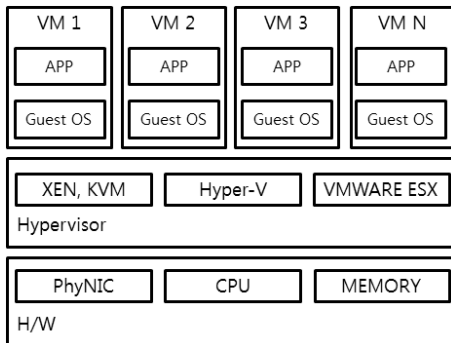 VM 1 VM 2 VM 3 VM N
APP APP APP APP
Guest OS Guest OS Guest OS Guest OS
XEN, KVM Hyper-V VMWARE ESX
Hypervisor
PhyNIC CPU MEMORY
H/W